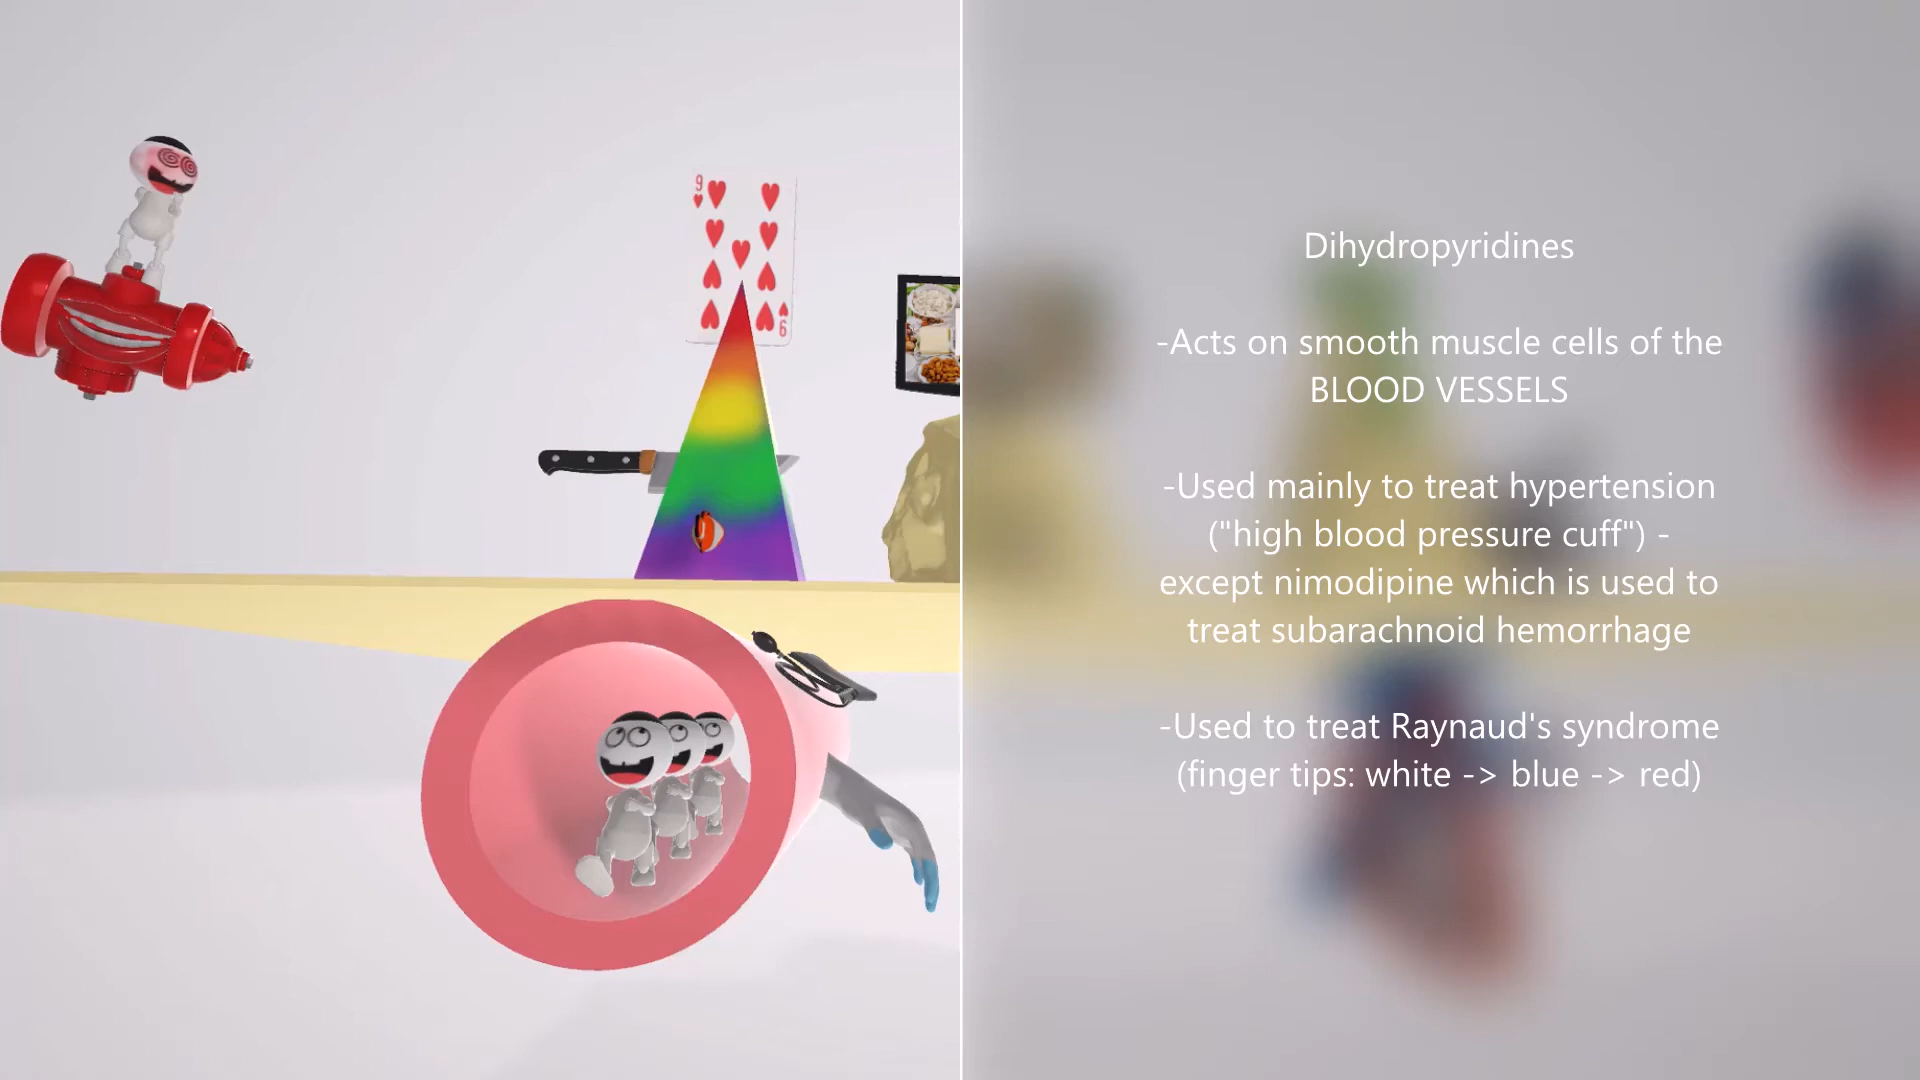 9
6
Dihydropyridines
-Acts on smooth muscle cells of the
BLOOD VESSELS
-Used mainly to treat hypertension
("high blood pressure cuff") -
except nimodipine which is used to
treat subarachnoid hemorrhage
-Used to treat Raynaud's syndrome
(finger tips: white -> blue -> red)